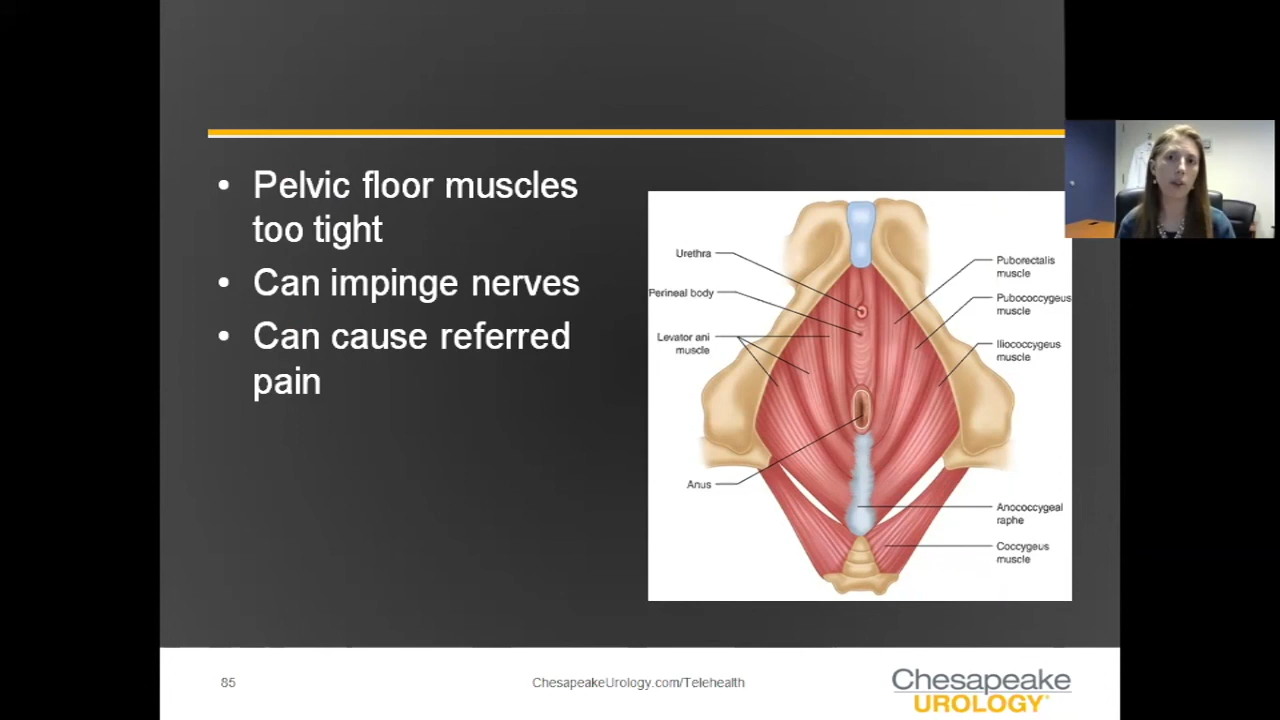 • Pelvic floor muscles
too tight
• Can impinge nerves
• Can cause referred
pain
Urethra
Perineal body
Levator ani
muscle
Anus
Puborectalis
muscle
Pubococcygeus
muscle
Iliococcygeus
muscle
Anococcygeal
raphe
Coccygeus
muscle
85
ChesapeakeUrology.com/Telehealth
Chesapeake
UROLOGY